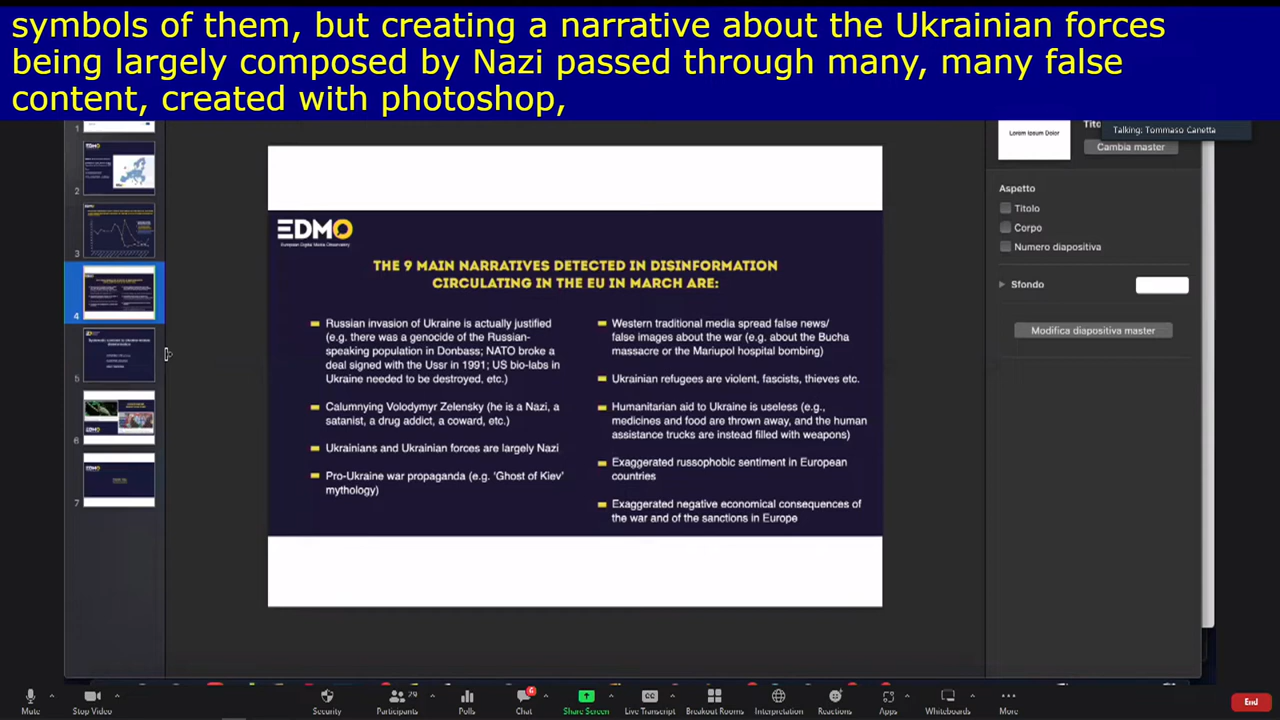 symbols of them, but creating a narrative about the Ukrainian forces
being largely composed by Nazi passed through many, many false
content, created with photoshop,
Talking: Tommaso Canetta
Lorem Ipsum Dolor
Cambia master
Aspetto
Titolo
Corpo
Numero diapositiva
Sfondo
Modifica diapositiva master
1
2
3
4
5
6
7
EDMO
European Digital Media Observatory
THE 9 MAIN NARRATIVES DETECTED IN DISINFORMATION
CIRCULATING IN THE EU IN MARCH ARE:
Russian invasion of Ukraine is actually justified
(e.g. there was a genocide of the Russian-
speaking population in Donbass; NATO broke a
deal signed with the Ussr in 1991; US bio-labs in
Ukraine needed to be destroyed, etc.)
Calumnying Volodymyr Zelensky (he is a Nazi, a
satanist, a drug addict, a coward, etc.)
Ukrainians and Ukrainian forces are largely Nazi
Pro-Ukraine war propaganda (e.g. 'Ghost of Kiev'
mythology)
Western traditional media spread false news/
false images about the war (e.g. about the Bucha
massacre or the Mariupol hospital bombing)
Ukrainian refugees are violent, fascists, thieves etc.
Humanitarian aid to Ukraine is useless (e.g.,
medicines and food are thrown away, and the human
assistance trucks are instead filled with weapons)
Exaggerated russophobic sentiment in European
countries
Exaggerated negative economical consequences of
the war and of the sanctions in Europe
Mute
Stop Video
Security
Participants
29
Polls
Chat
6
Share Screen
Live Transcript
Breakout Rooms
Interpretation
Reactions
Apps
Whiteboards
More
End